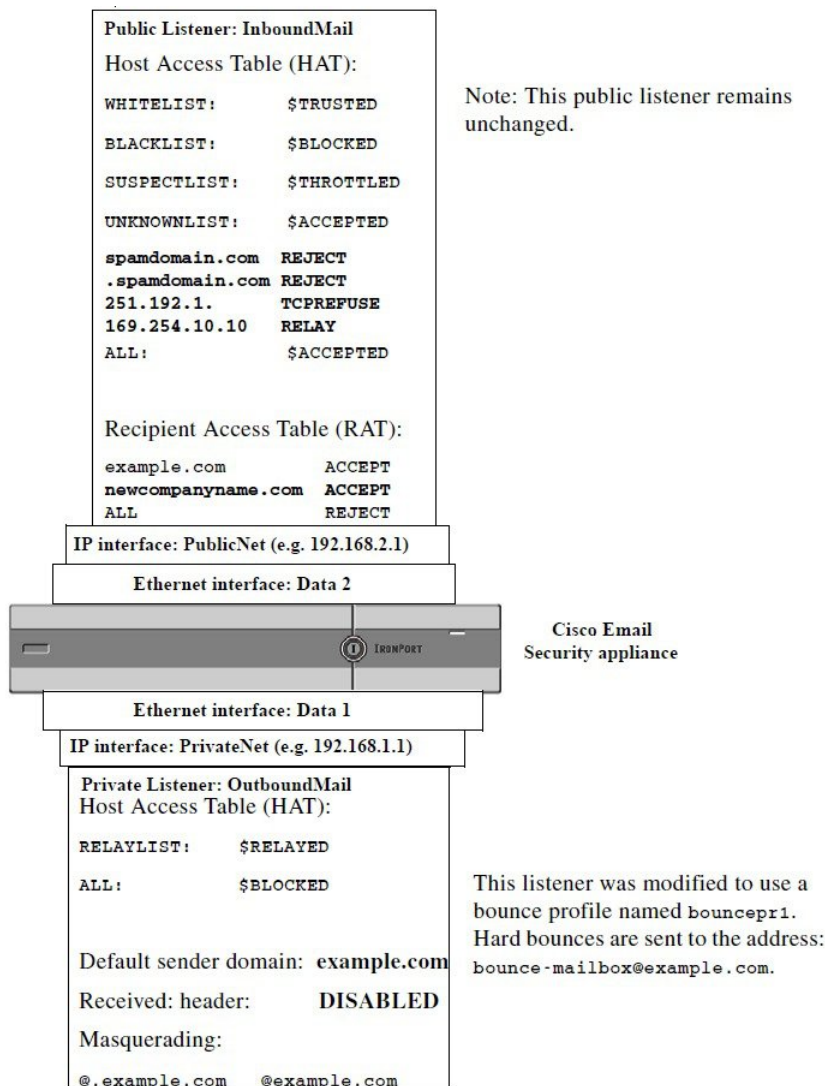 Public Listener: InboundMail
Host Access Table (HAT):
WHITELIST: $TRUSTED
BLACKLIST: $BLOCKED
SUSPECTLIST: $THROTTLED
UNKNOWNLIST: $ACCEPTED
spamdomain.com REJECT
.spamdomain.com REJECT
251.192.1. TCPREFUSE
169.254.10.10 RELAY
ALL: $ACCEPTED
Note: This public listener remains
unchanged.
Recipient Access Table (RAT):
example.com ACCEPT
newcompanyname.com ACCEPT
ALL REJECT
IP interface: PublicNet (e.g. 192.168.2.1)
Ethernet interface: Data 2
IRONPORT
Cisco Email
Security appliance
Ethernet interface: Data 1
IP interface: PrivateNet (e.g. 192.168.1.1)
Private Listener: OutboundMail
Host Access Table (HAT):
RELAYLIST: $RELAYED
ALL: $BLOCKED
Default sender domain: example.com
Received: header: DISABLED
Masquerading:
@.example.com @example.com
This listener was modified to use a
bounce profile named bouncepr1.
Hard bounces are sent to the address:
bounce-mailbox@example.com.